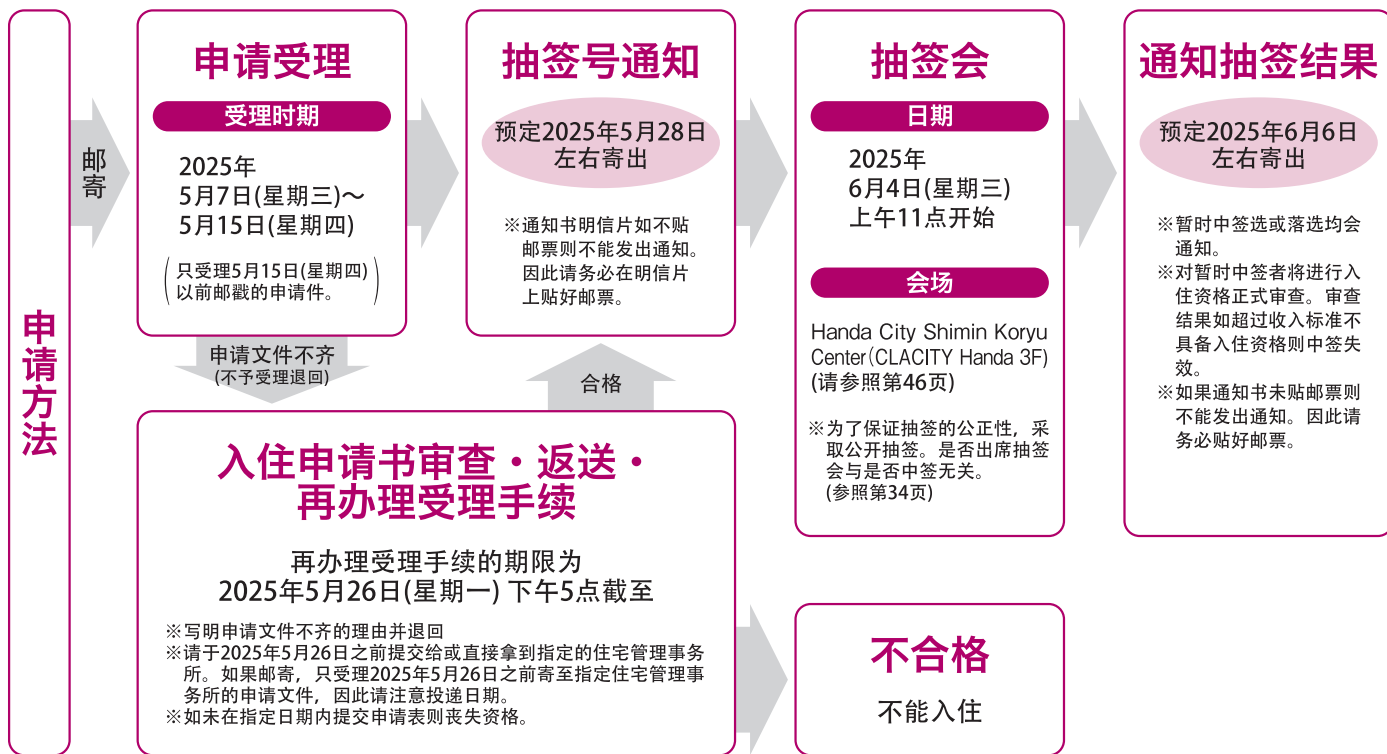 申请方法
邮寄
申请受理
受理时期
2025年
5月7日(星期三)～
5月15日(星期四)
(只受理5月15日(星期四)
以前邮戳的申请件。)
申请文件不齐
(不予受理退回)
入住申请书审查・返送・
再办理受理手续
再办理受理手续的期限为
2025年5月26日(星期一) 下午5点截至
※写明申请文件不齐的理由并退回
※请于2025年5月26日之前提交给或直接拿到指定的住宅管理事务
所。如果邮寄，只受理2025年5月26日之前寄至指定住宅管理事
务所的申请文件，因此请注意投递日期。
※如未在指定日期内提交申请表则丧失资格。
合格
抽签号通知
预定2025年5月28日
左右寄出
※通知书明信片如不贴
邮票则不能发出通知。
因此请务必在明信片
上贴好邮票。
抽签会
日期
2025年
6月4日(星期三)
上午11点开始
会场
Handa City Shimin Koryu
Center(CLACITY Handa 3F)
(请参照第46页)
※为了保证抽签的公正性，采
取公开抽签。是否出席抽签
会与是否中签无关。
(参照第34页)
不合格
不能入住
通知抽签结果
预定2025年6月6日
左右寄出
※暂时中签选或落选均会
通知。
※对暂时中签者将进行入
住资格正式审查。审查
结果如超过收入标准不
具备入住资格则中签失
效。
※如果通知书未贴邮票则
不能发出通知。因此请
务必贴好邮票。